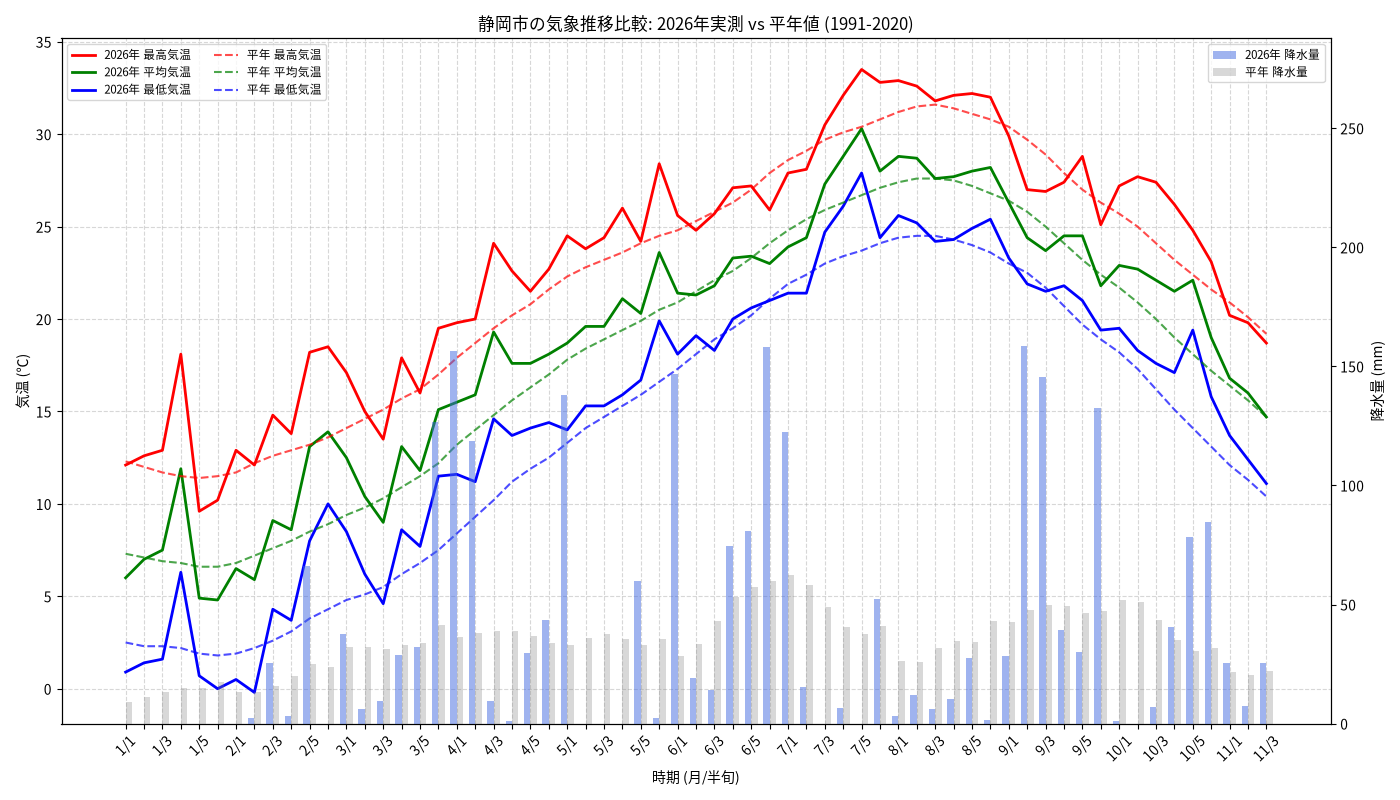 静岡市の気象推移比較: 2026年実測 vs 平年値 (1991-2020)
2026年 最高気温
2026年 平均気温
2026年 最低気温
平年 最高気温
平年 平均気温
平年 最低気温
2026年 降水量
平年 降水量
気温 (℃)
35
30
25
20
15
10
5
0
降水量 (mm)
250
200
150
100
50
0
1/1 1/3 1/5 2/1 2/3 2/5 3/1 3/3 3/5 4/1 4/3 4/5 5/1 5/3 5/5 6/1 6/3 6/5 7/1 7/3 7/5 8/1 8/3 8/5 9/1 9/3 9/5 10/1 10/3 10/5 11/1 11/3
時期 (月/半旬)